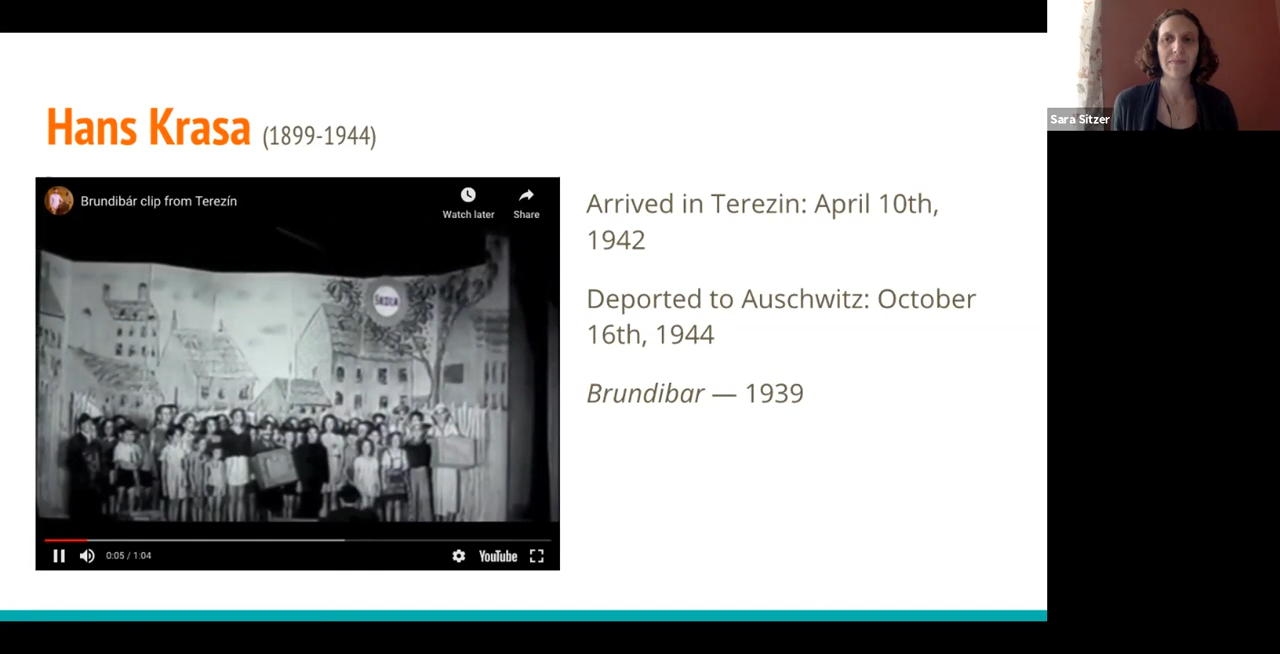 Hans Krasa (1899-1944)
Brundibár clip from Terezín
Watch later
Share
ŠKOLA
0:05 / 1:04
YouTube
Arrived in Terezin: April 10th,
1942
Deported to Auschwitz: October
16th, 1944
Brundibar — 1939
Sara Sitzer